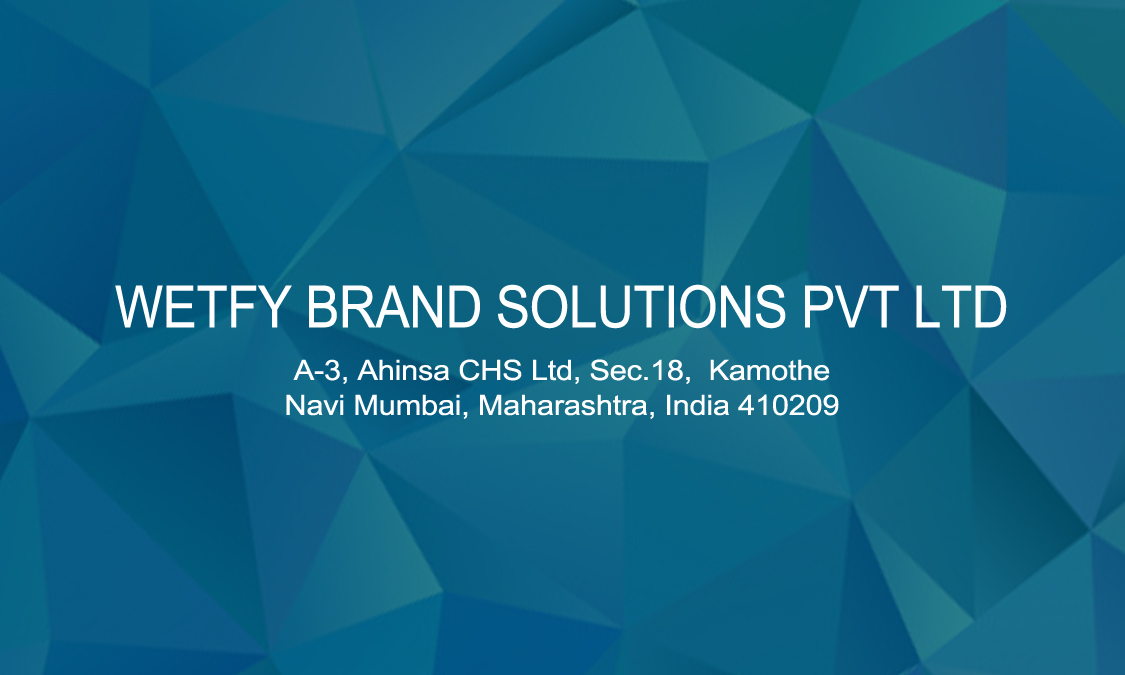 WETFY BRAND SOLUTIONS PVT LTD
A-3, Ahinsa CHS Ltd, Sec.18,  Kamothe
Navi Mumbai, Maharashtra, India 410209